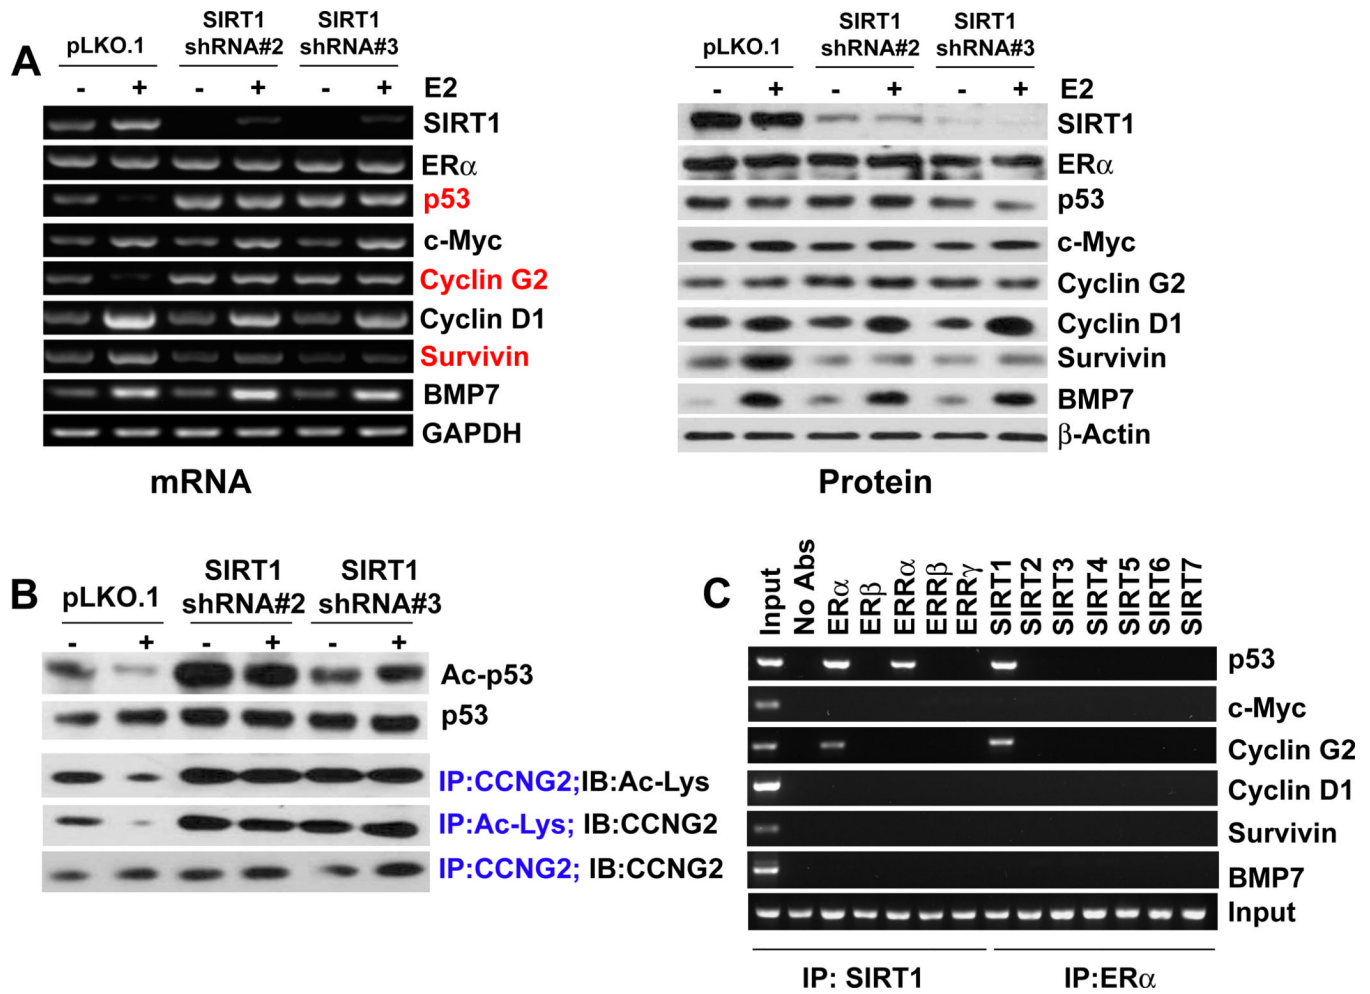 A
pLKO.1
SIRT1 shRNA#2
SIRT1 shRNA#3
- + - + - + E2
SIRT1
ERα
p53
c-Myc
Cyclin G2
Cyclin D1
Survivin
BMP7
GAPDH
mRNA
pLKO.1
SIRT1 shRNA#2
SIRT1 shRNA#3
- + - + - + E2
SIRT1
ERα
p53
c-Myc
Cyclin G2
Cyclin D1
Survivin
BMP7
β-Actin
Protein
B
pLKO.1
SIRT1 shRNA#2
SIRT1 shRNA#3
- + - + - +
Ac-p53
p53
IP:CCNG2;IB:Ac-Lys
IP:Ac-Lys; IB:CCNG2
IP:CCNG2; IB:CCNG2
C
Input
No Abs
ERα
ERβ
ERRα
ERRβ
ERRγ
SIRT1
SIRT2
SIRT3
SIRT4
SIRT5
SIRT6
SIRT7
p53
c-Myc
Cyclin G2
Cyclin D1
Survivin
BMP7
Input
IP: SIRT1
IP:ERα